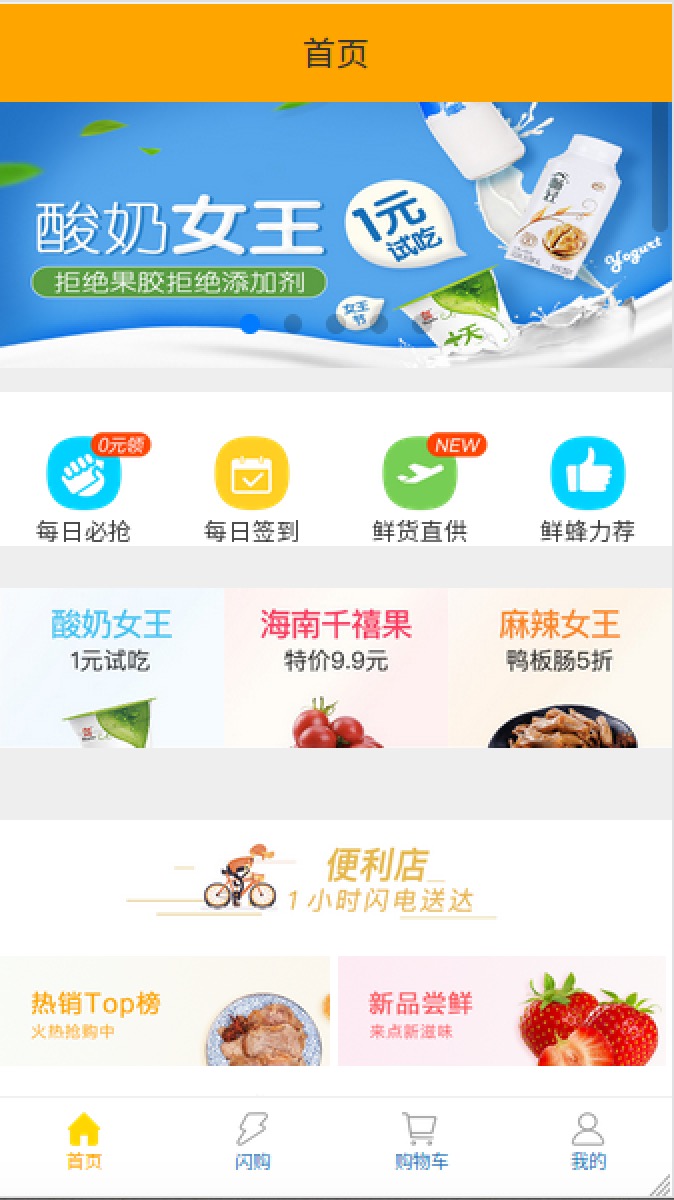 首页
酸奶女王
1元
试吃
拒绝果胶拒绝添加剂
Yogurt
女王
节
0元领
NEW
每日必抢
每日签到
鲜货直供
鲜蜂力荐
酸奶女王
海南千禧果
麻辣女王
1元试吃
特价9.9元
鸭板肠5折
便利店
1小时闪电送达
热销Top榜
新品尝鲜
火热抢购中
来点新滋味
首页
闪购
购物车
我的